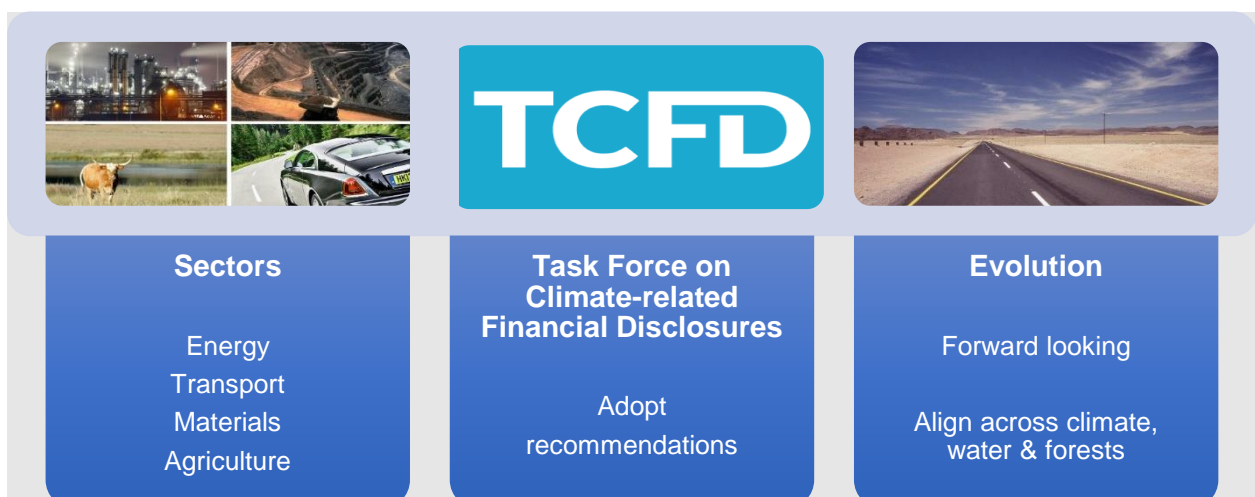 TCFD
Sectors
Energy
Transport
Materials
Agriculture
Task Force on
Climate-related
Financial Disclosures
Adopt
recommendations
Evolution
Forward looking
Align across climate,
water & forests